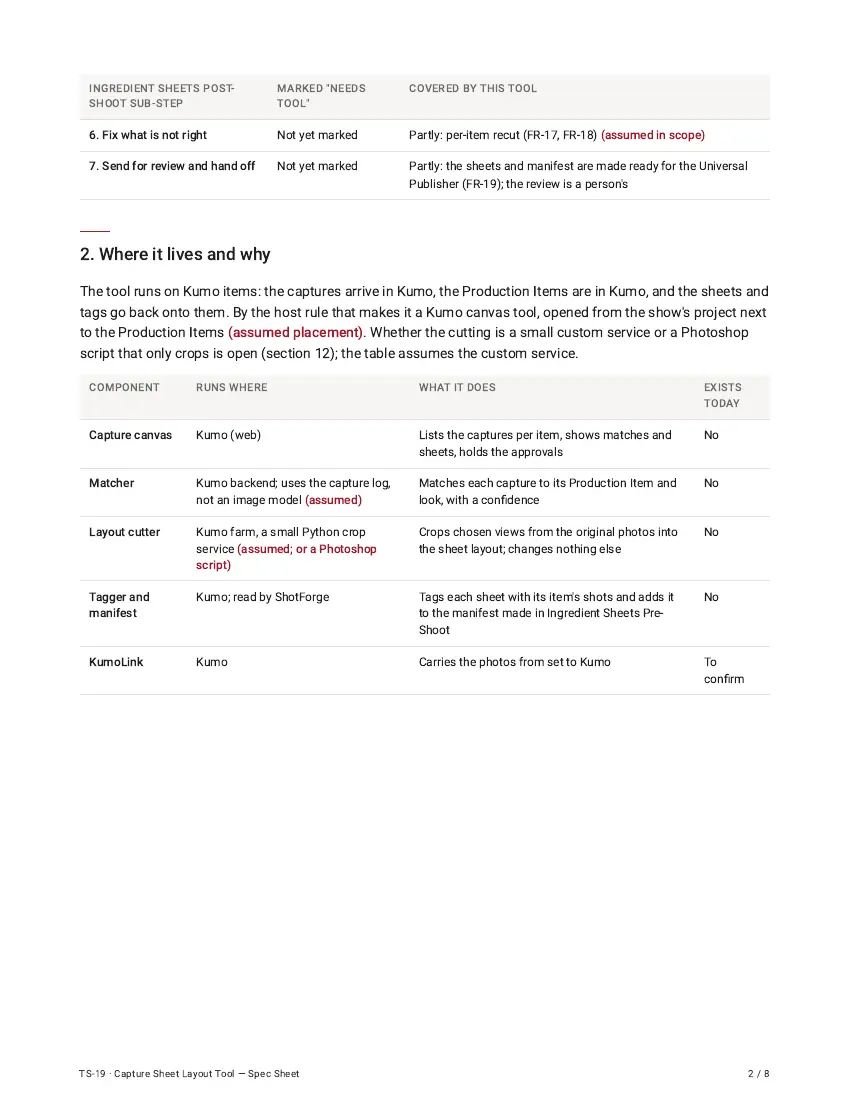 INGREDIENT SHEETS POST-
SHOOT SUB-STEP
MARKED "NEEDS
TOOL"
COVERED BY THIS TOOL
6. Fix what is not right
Not yet marked
Partly: per-item recut (FR-17, FR-18) (assumed in scope)
7. Send for review and hand off
Not yet marked
Partly: the sheets and manifest are made ready for the Universal
Publisher (FR-19); the review is a person's
2. Where it lives and why
The tool runs on Kumo items: the captures arrive in Kumo, the Production Items are in Kumo, and the sheets and
tags go back onto them. By the host rule that makes it a Kumo canvas tool, opened from the show's project next
to the Production Items (assumed placement). Whether the cutting is a small custom service or a Photoshop
script that only crops is open (section 12); the table assumes the custom service.
COMPONENT
RUNS WHERE
WHAT IT DOES
EXISTS
TODAY
Capture canvas
Kumo (web)
Lists the captures per item, shows matches and
sheets, holds the approvals
No
Matcher
Kumo backend; uses the capture log,
not an image model (assumed)
Matches each capture to its Production Item and
look, with a confidence
No
Layout cutter
Kumo farm, a small Python crop
service (assumed; or a Photoshop
script)
Crops chosen views from the original photos into
the sheet layout; changes nothing else
No
Tagger and
manifest
Kumo; read by ShotForge
Tags each sheet with its item's shots and adds it
to the manifest made in Ingredient Sheets Pre-
Shoot
No
KumoLink
Kumo
Carries the photos from set to Kumo
To
confirm
TS-19 · Capture Sheet Layout Tool — Spec Sheet
2 / 8